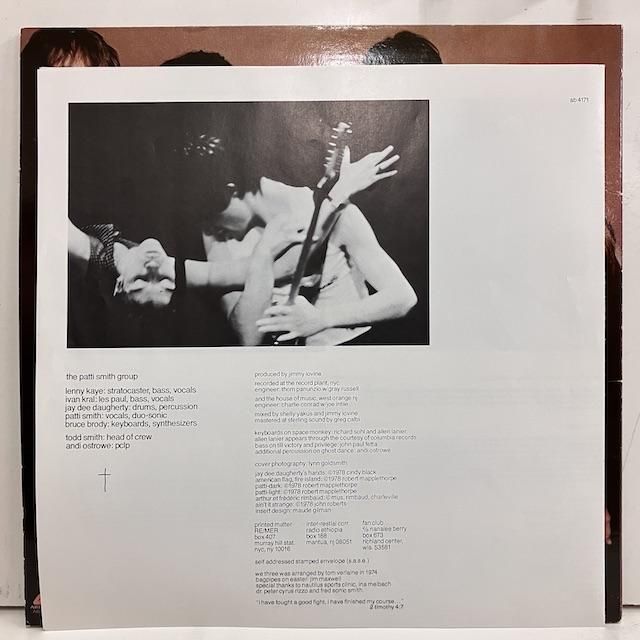 ab 4171
the patti smith group
lenny kaye: stratocaster, bass, vocals
ivan kral: les paul, bass, vocals
jay dee daugherty: drums, percussion
patti smith: vocals, duo-sonic
bruce brody: keyboards, synthesizers
todd smith: head of crew
andi ostrowe: pclp
produced by jimmy iovine
recorded at the record plant, nyc
engineer: thom panunzio w/gray russell
and the house of music, west orange nj
engineer: charlie conrad w/joe intile
mixed by shelly yakus and jimmy iovine
mastered at sterling sound by greg calbi
keyboards on space monkey: richard sohl and allen lanier
allen lanier appears through the courtesy of columbia records
bass on till victory and privilege: john paul fetta
additional percussion on ghost dance: andi ostrowe
cover photography: lynn goldsmith
jay dee daugherty's hands: ©1978 cindy black
american flag, fire island: ©1978 robert mapplethorpe
patti-dark: ©1978 robert mapplethorpe
patti-light: ©1978 robert mapplethorpe
arthur et frédéric rimbaud: © mus. rimbaud, charleville
ain't it strange: ©1978 john roberts
insert design: maude gilman
printed matter
RE/MER
box 407
murray hill stat.
nyc, ny 10016
inter-restial corr.
radio ethiopia
box 188
mantua, nj 08051
fan club
c/o nanalee berry
box 673
richland center,
wis. 53581
self addressed stamped envelope (s.a.s.e.)
we three was arranged by tom verlaine in 1974
bagpipes on easter: jim maxwell
special thanks to nautilus sports clinic, ina meibach
dr. peter cyrus rizzo and fred sonic smith.
"i have fought a good fight, i have finished my course..."
2 timothy 4:7